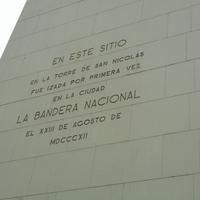 EN ESTE SITIO
EN LA TORRE DE SAN NICOLÁS
FUE IZADA POR PRIMERA VEZ
EN LA CIUDAD
LA BANDERA NACIONAL
EL XXIII DE AGOSTO DE
MDCCCXII